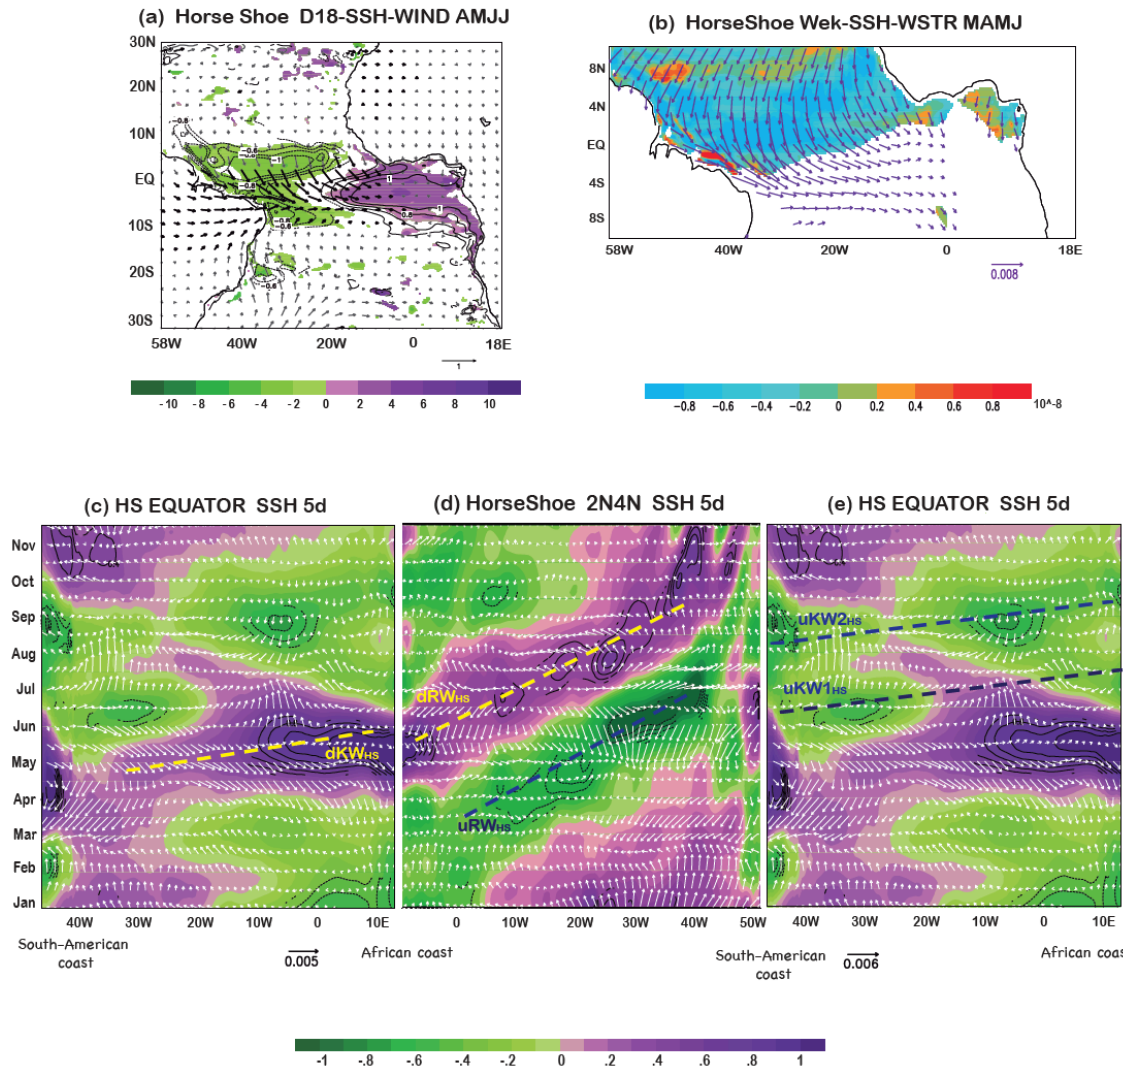 (a) Horse Shoe D18-SSH-WIND AMJJ
30N
20N
10N
EQ
10S
20S
30S
58W 40W 20W 0 18E
1
-10 -8 -6 -4 -2 0 2 4 6 8 10
(b) HorseShoe Wek-SSH-WSTR MAMJ
8N
4N
EQ
4S
8S
58W 40W 20W 0 18E
0.008
-0.8 -0.6 -0.4 -0.2 0 0.2 0.4 0.6 0.8 10^-8
(c) HS EQUATOR SSH 5d
Nov
Oct
Sep
Aug
Jul
Jun
May
Apr
Mar
Feb
Jan
dKWHS
40W 30W 20W 10W 0 10E
South-American
coast
0.005
(d) HorseShoe 2N4N SSH 5d
dRWHS
uRWHS
0 10W 20W 30W 40W 50W
African coast
(e) HS EQUATOR SSH 5d
uKW2HS
uKW1HS
40W 30W 20W 10W 0 10E
South-American
coast
0.006
African coas
-1 -.8 -.6 -.4 -.2 0 .2 .4 .6 .8 1